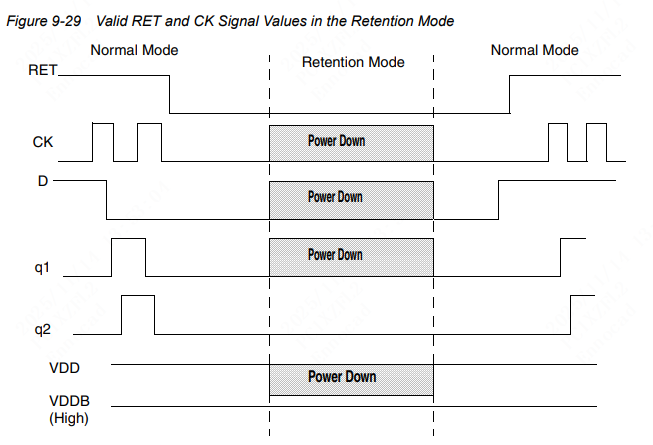 Figure 9-29 Valid RET and CK Signal Values in the Retention Mode
Normal Mode
Retention Mode
Normal Mode
RET
CK
Power Down
D
Power Down
q1
Power Down
q2
VDD
Power Down
VDDB
(High)